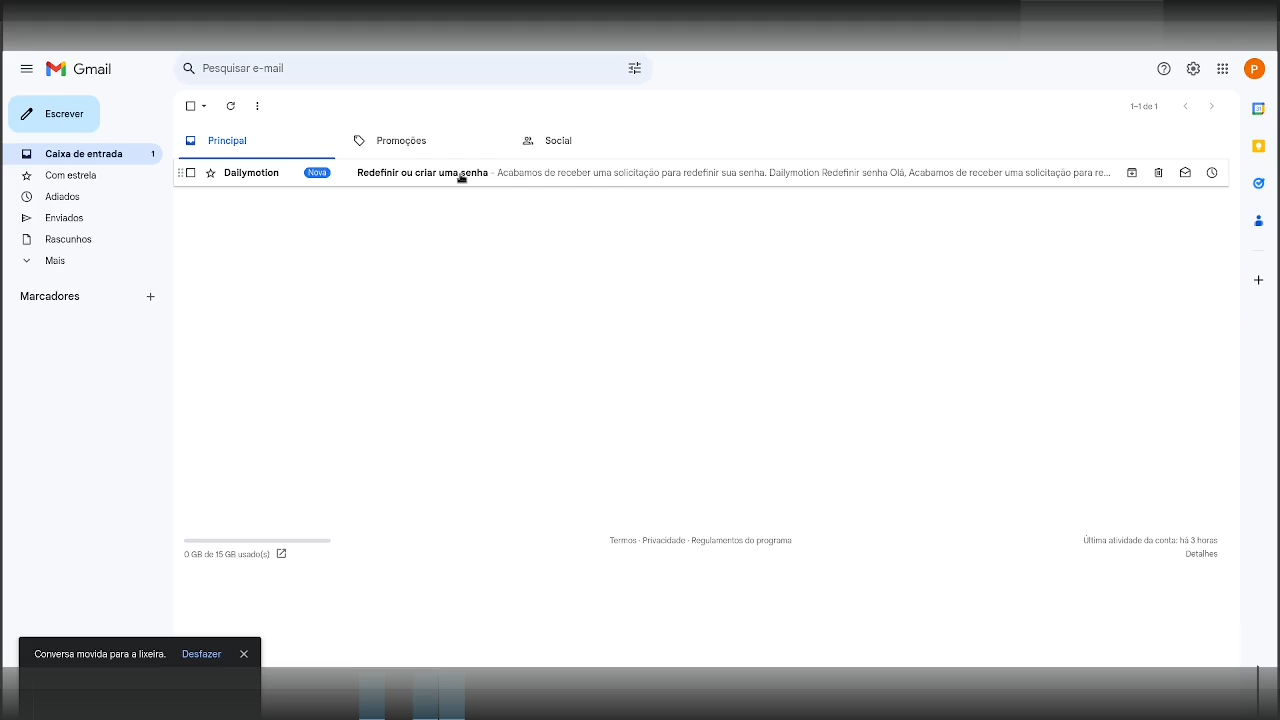 Gmail
Pesquisar e-mail
P
Escrever
1–1 de 1
Caixa de entrada 1
Com estrela
Adiados
Enviados
Rascunhos
Mais
Marcadores
Principal
Promoções
Social
Dailymotion Nova Redefinir ou criar uma senha - Acabamos de receber uma solicitação para redefinir sua senha. Dailymotion Redefinir senha Olá, Acabamos de receber uma solicitação para re...
31
0 GB de 15 GB usado(s)
Termos · Privacidade · Regulamentos do programa
Última atividade da conta: há 3 horas
Detalhes
Conversa movida para a lixeira. Desfazer